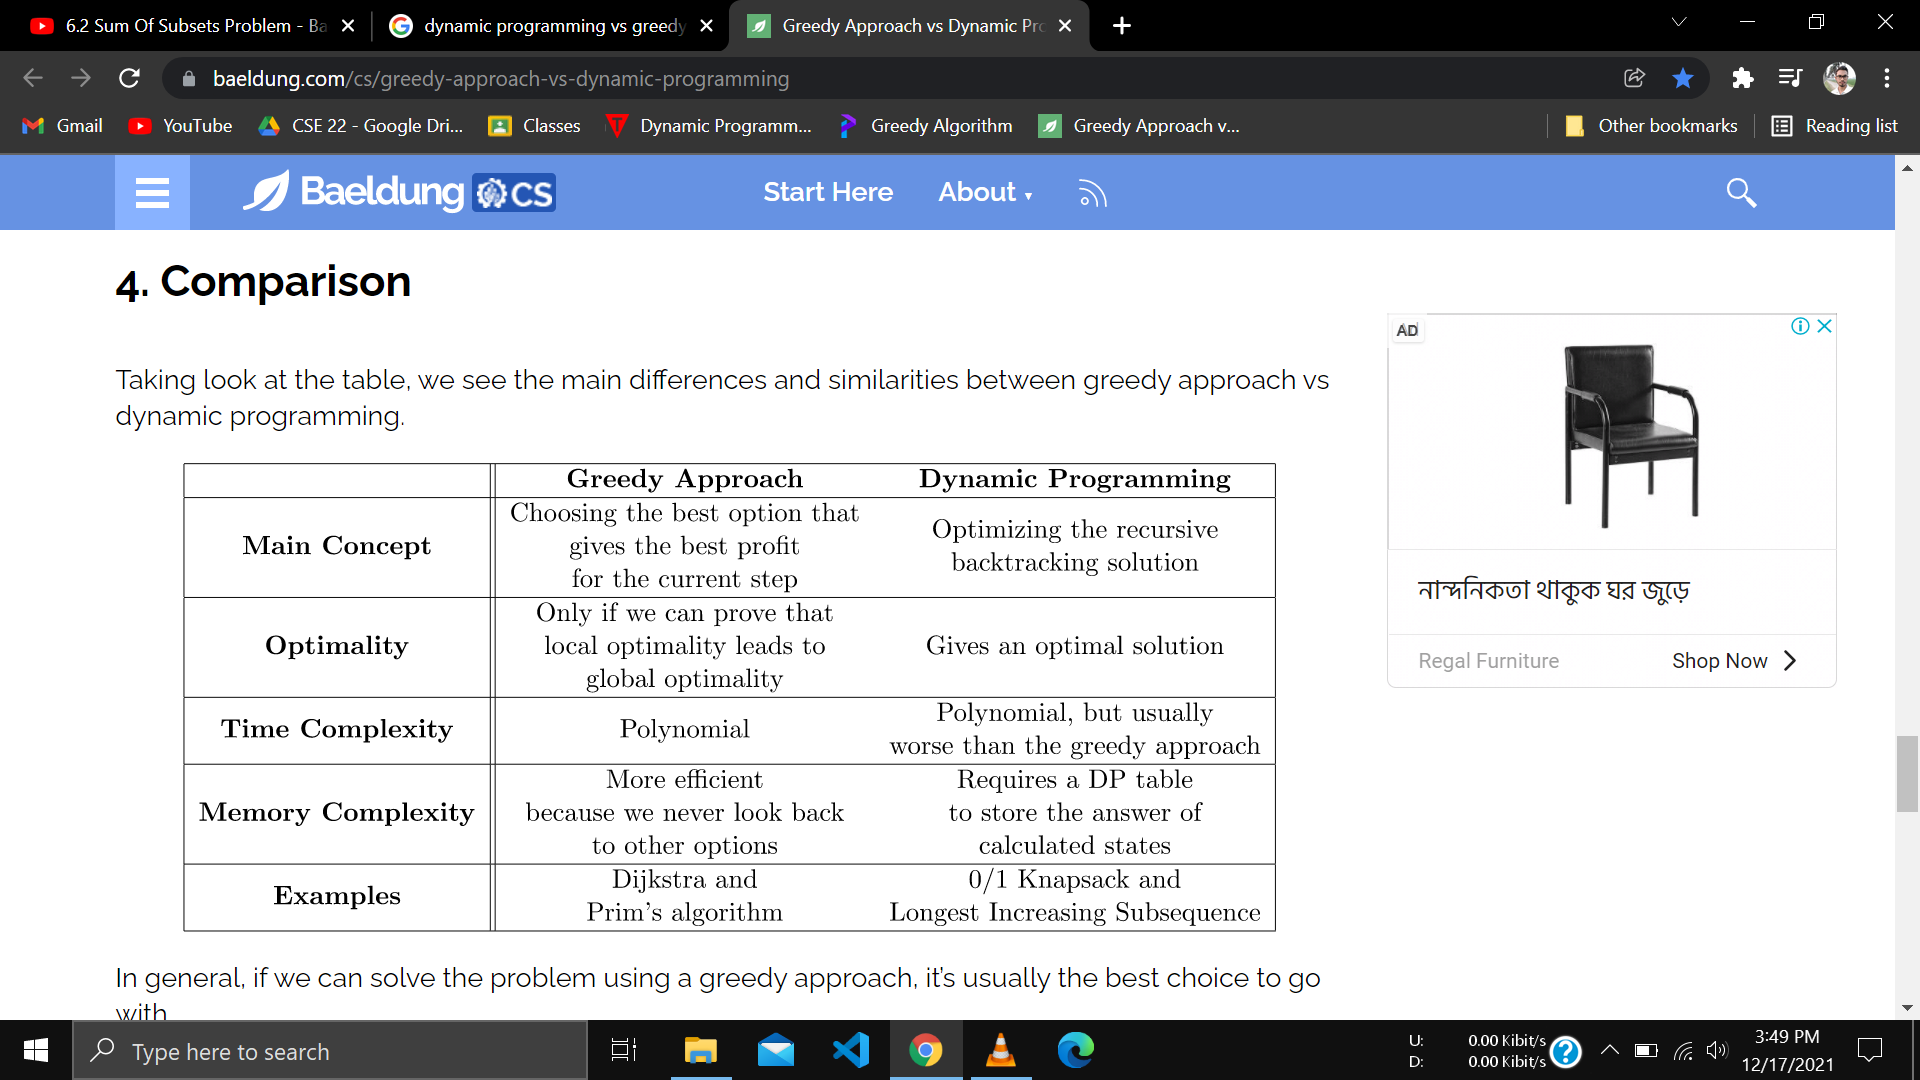 6.2 Sum Of Subsets Problem - Ba
dynamic programming vs greedy
Greedy Approach vs Dynamic Pro
baeldung.com/cs/greedy-approach-vs-dynamic-programming
Gmail
YouTube
CSE 22 - Google Dri...
Classes
Dynamic Programm...
Greedy Algorithm
Greedy Approach v...
Other bookmarks
Reading list
Baeldung CS
Start Here
About
4. Comparison
Taking look at the table, we see the main differences and similarities between greedy approach vs
dynamic programming.
Greedy Approach
Dynamic Programming
Main Concept
Choosing the best option that
gives the best profit
for the current step
Optimizing the recursive
backtracking solution
Optimality
Only if we can prove that
local optimality leads to
global optimality
Gives an optimal solution
Time Complexity
Polynomial
Polynomial, but usually
worse than the greedy approach
Memory Complexity
More efficient
because we never look back
to other options
Requires a DP table
to store the answer of
calculated states
Examples
Dijkstra and
Prim's algorithm
0/1 Knapsack and
Longest Increasing Subsequence
In general, if we can solve the problem using a greedy approach, it's usually the best choice to go
with
AD
নান্দনিকতা থাকুক ঘর জুড়ে
Regal Furniture
Shop Now
Type here to search
U: 0.00 Kibit/s
D: 0.00 Kibit/s
3:49 PM
12/17/2021